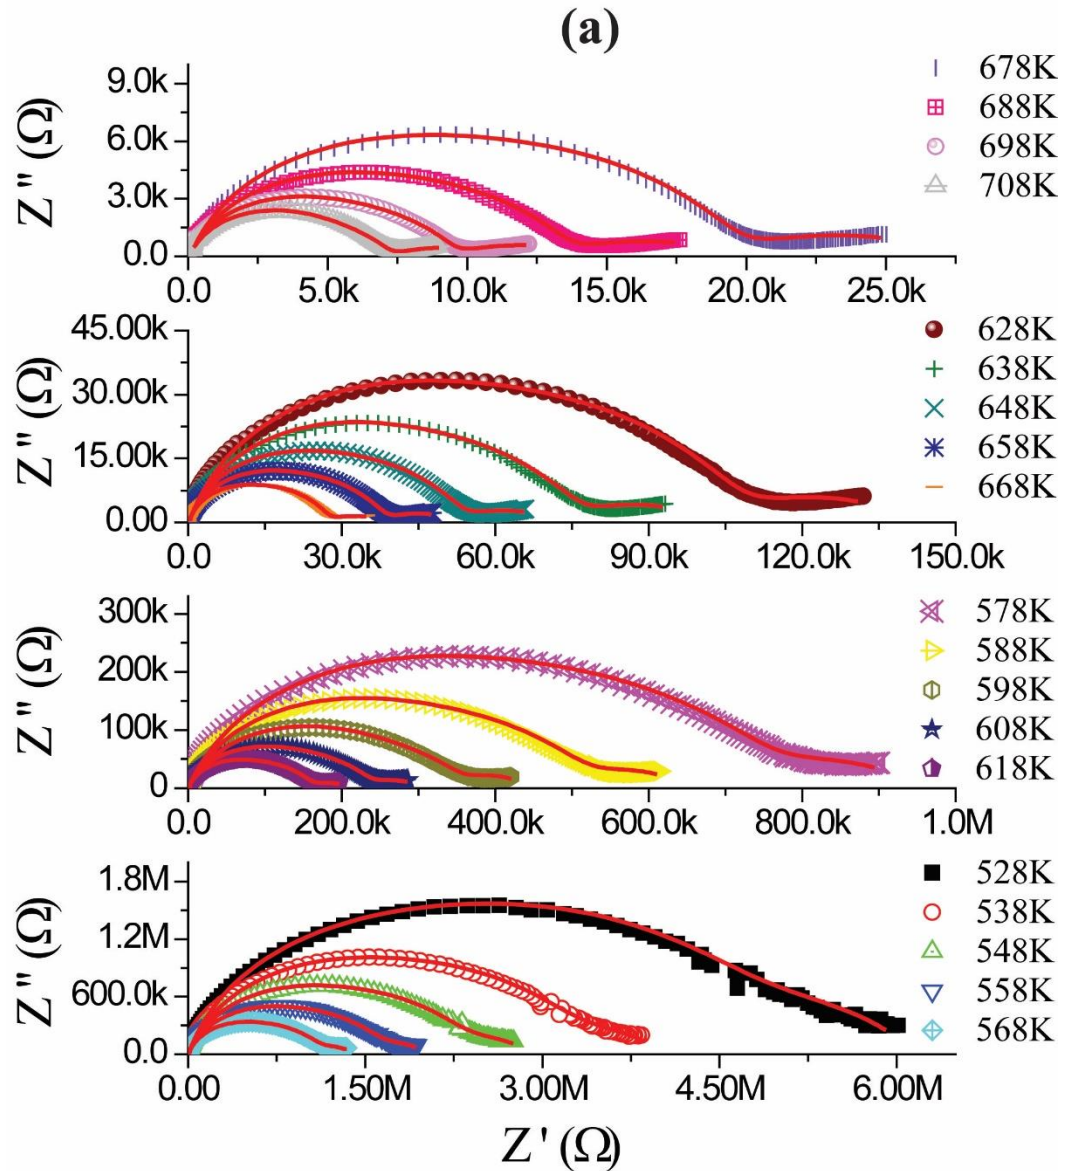 (a)
Z'' (Ω)
9.0k
6.0k
3.0k
0.0
0.0 5.0k 10.0k 15.0k 20.0k 25.0k
678K
688K
698K
708K
Z'' (Ω)
45.00k
30.00k
15.00k
0.00
0.00 30.0k 60.0k 90.0k 120.0k 150.0k
628K
638K
648K
658K
668K
Z'' (Ω)
300k
200k
100k
0
0.0 200.0k 400.0k 600.0k 800.0k 1.0M
578K
588K
598K
608K
618K
Z'' (Ω)
1.8M
1.2M
600.0k
0.0
0.00 1.50M 3.00M 4.50M 6.00M
528K
538K
548K
558K
568K
Z' (Ω)